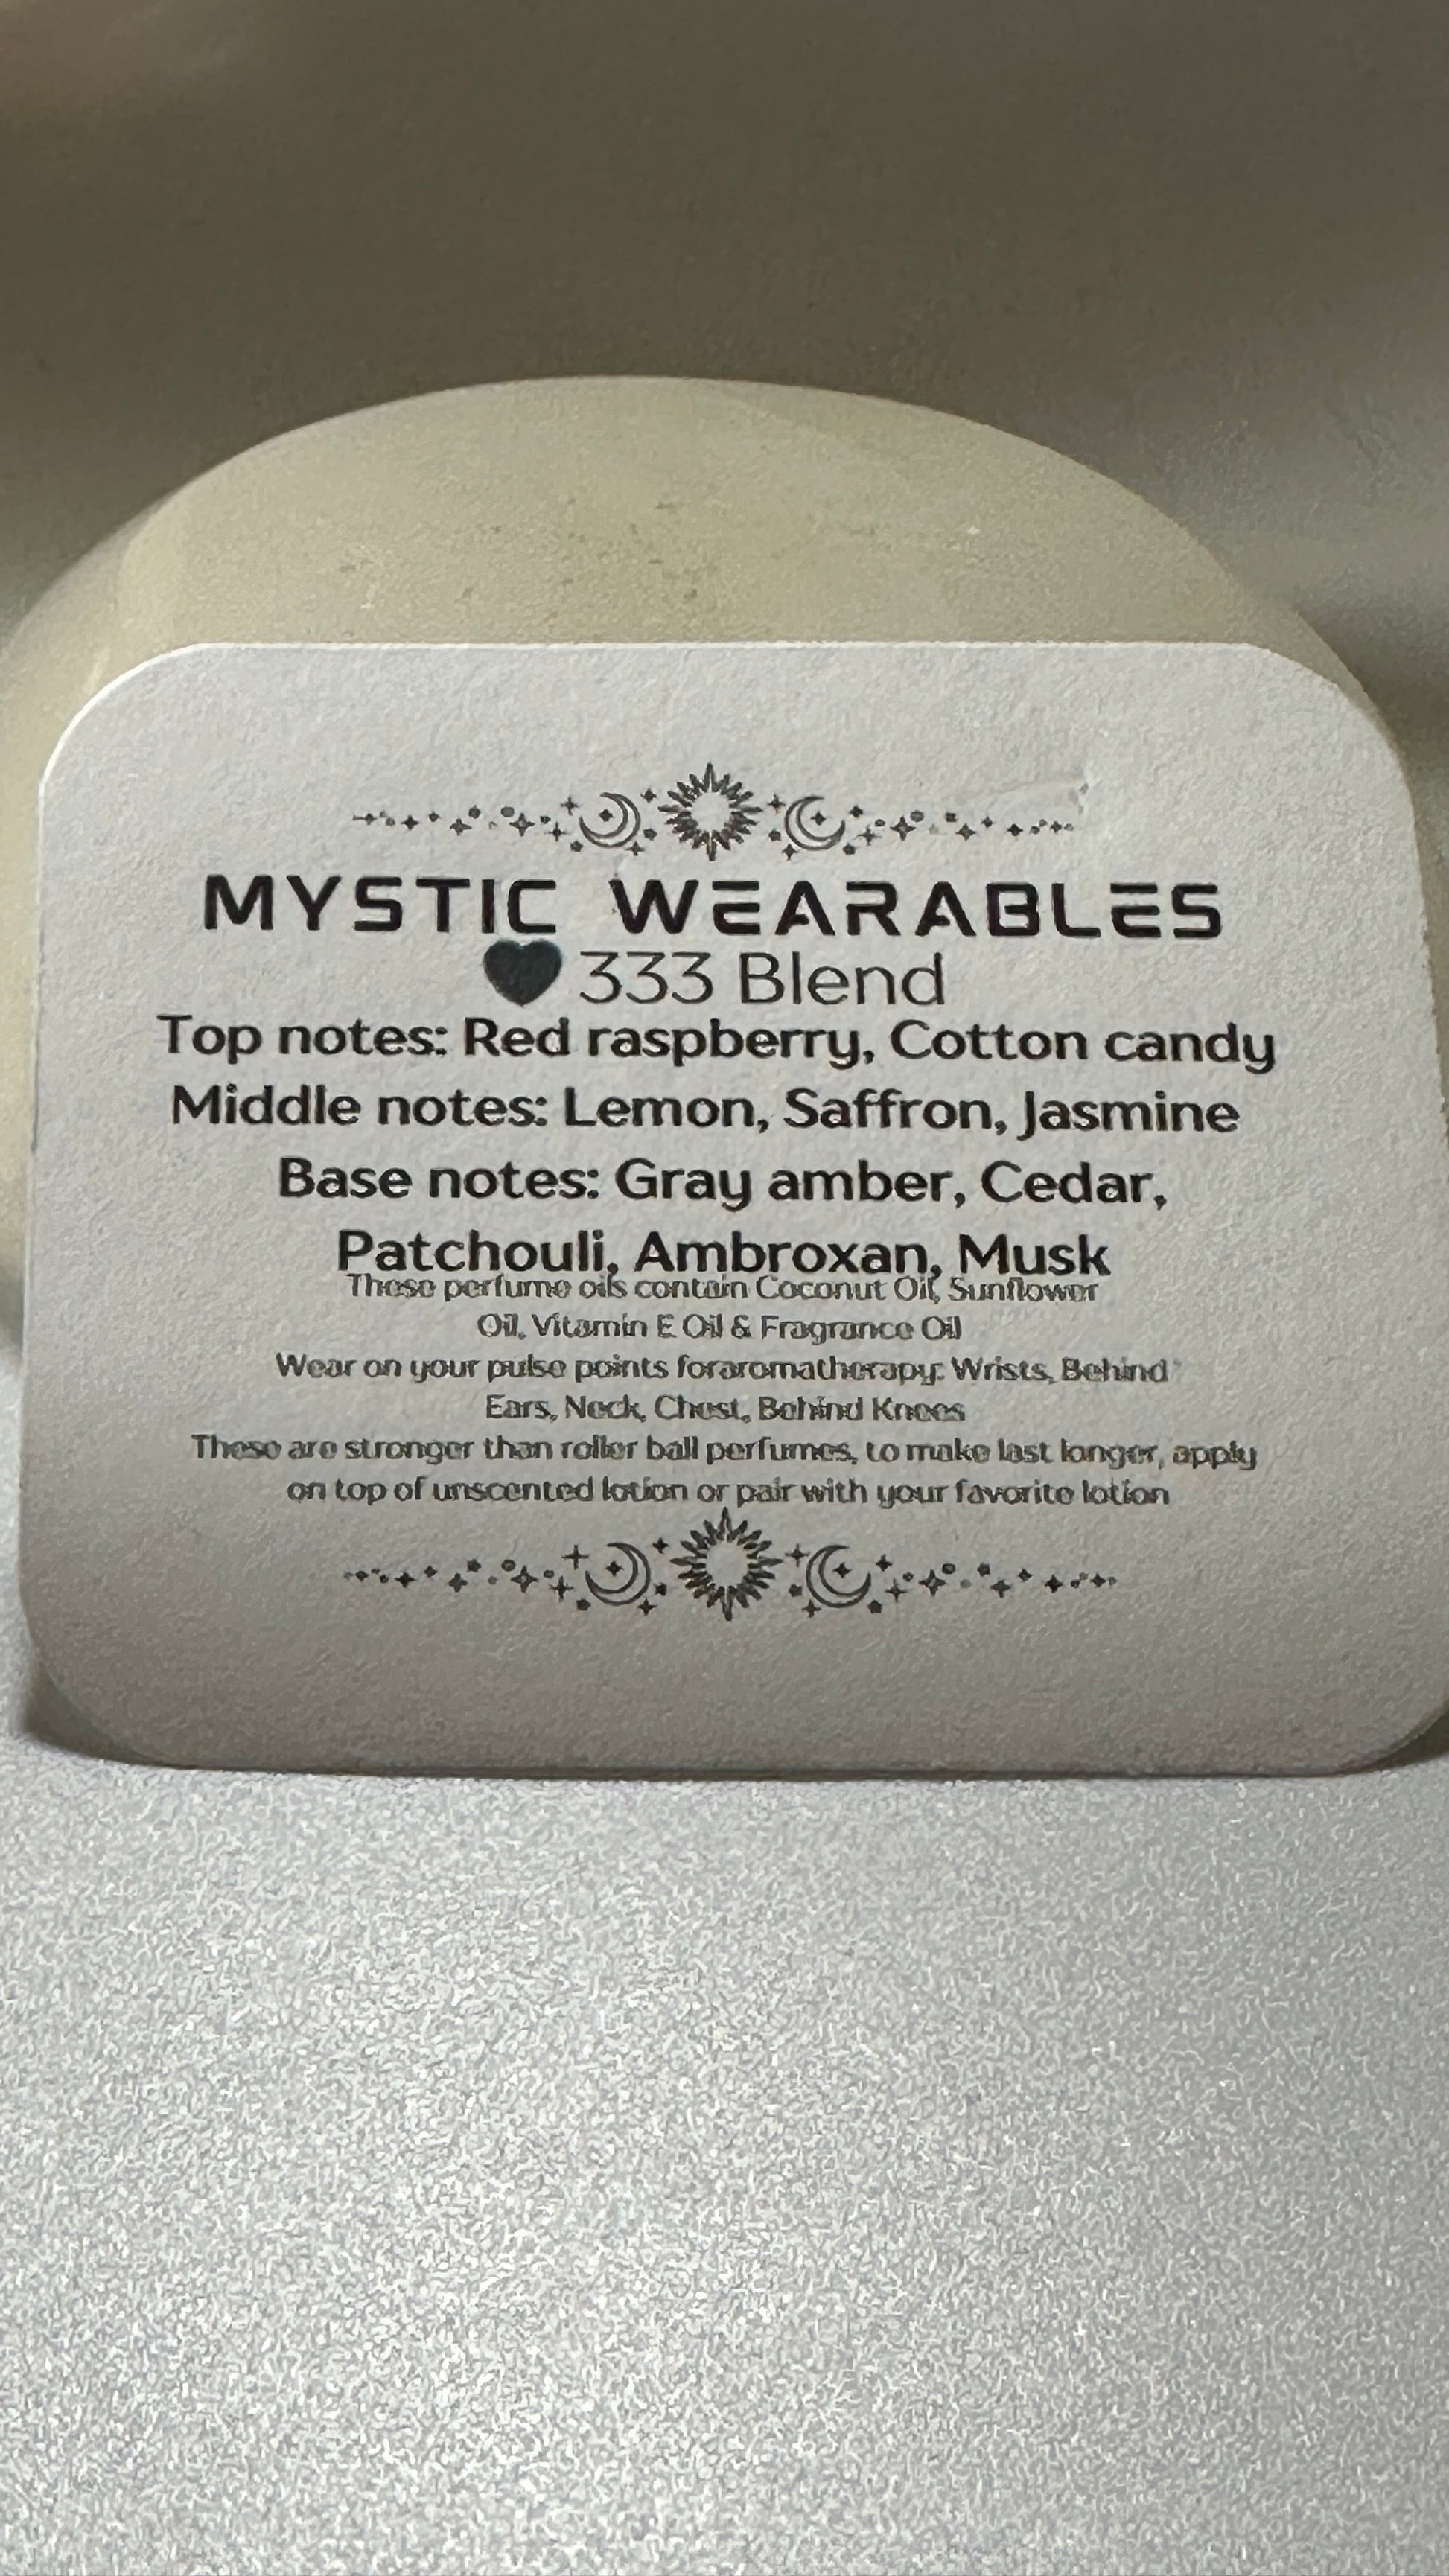 MYSTIC WEARABLES
🖤 333 Blend
Top notes: Red raspberry, Cotton candy
Middle notes: Lemon, Saffron, Jasmine
Base notes: Gray amber, Cedar,
Patchouli, Ambroxan, Musk
These perfume oils contain Coconut Oil, Sunflower
Oil, Vitamin E Oil & Fragrance Oil
Wear on your pulse points foraromatherapy: Wrists, Behind
Ears, Neck, Chest, Behind Knees
These are stronger than roller ball perfumes, to make last longer, apply
on top of unscented lotion or pair with your favorite lotion